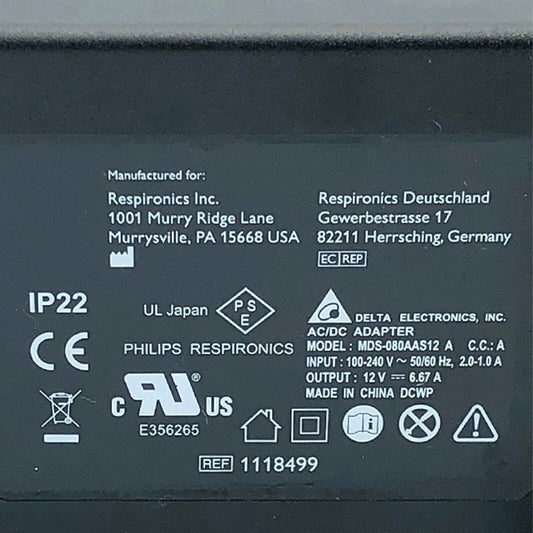 Manufactured for:
Respironics Inc.
1001 Murry Ridge Lane
Murrysville, PA 15668 USA
Respironics Deutschland
Gewerbestrasse 17
82211 Herrsching, Germany
EC REP
IP22
UL Japan
PSE
DELTA ELECTRONICS, INC.
AC/DC ADAPTER
MODEL : MDS-080AAS12 A C.C.: A
INPUT : 100-240 V ~ 50/60 Hz, 2.0-1.0 A
OUTPUT : 12 V ⎓ 6.67 A
MADE IN CHINA DCWP
CE
PHILIPS RESPIRONICS
C RU® US
E356265
REF 1118499